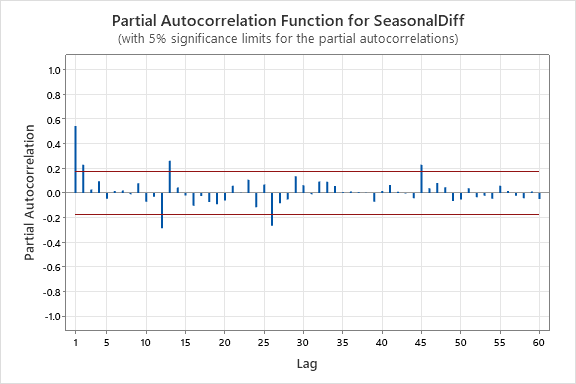 Partial Autocorrelation Function for SeasonalDiff
(with 5% significance limits for the partial autocorrelations)
1.0
0.8
0.6
0.4
0.2
0.0
-0.2
-0.4
-0.6
-0.8
-1.0
Partial Autocorrelation
1 5 10 15 20 25 30 35 40 45 50 55 60
Lag